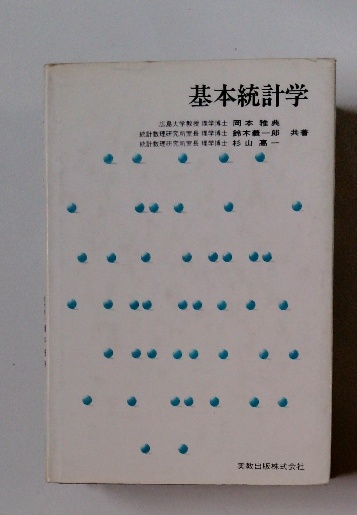 基本統計学
広島大学教授 理学博士 岡本雅典
統計数理研究所室長 理学博士 鈴木義一郎 共著
統計数理研究所室長 理学博士 杉山高一
実教出版株式会社